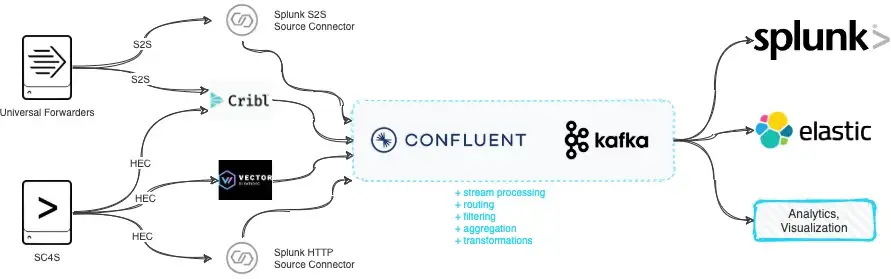 Splunk S2S
Source Connector
S2S
S2S
Universal Forwarders
Cribl
HEC
VECTOR
HEC
HEC
SC4S
Splunk HTTP
Source Connector
CONFLUENT
kafka
+ stream processing
+ routing
+ filtering
+ aggregation
+ transformations
splunk>
elastic
Analytics,
Visualization